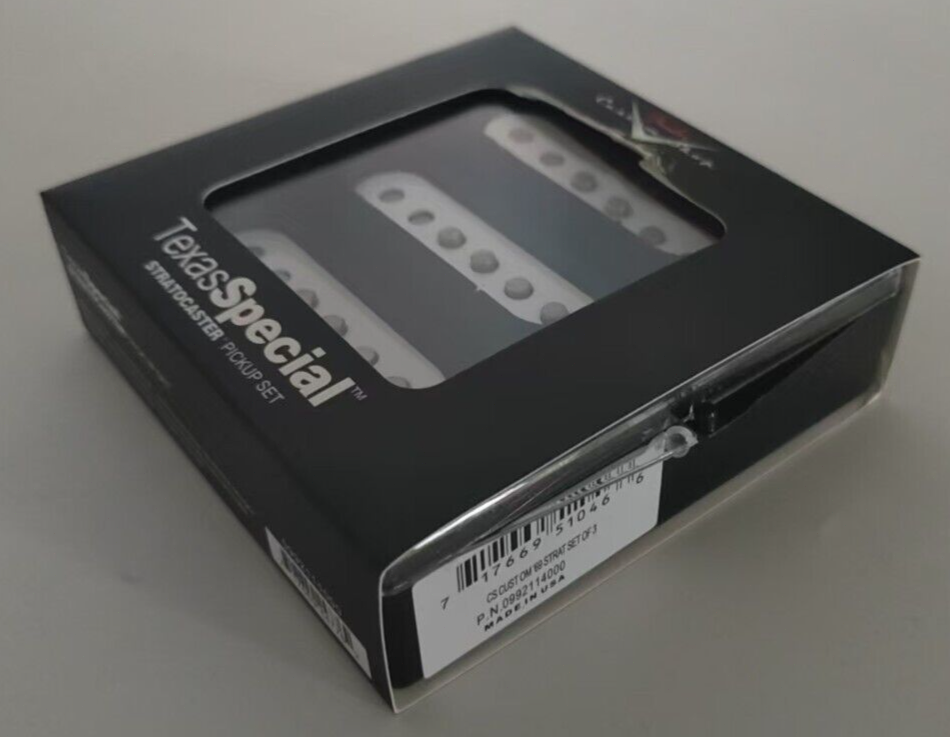 TexasSpecial™
STRATOCASTER® PICKUP SET
7 17669 51046 6
CS CUSTOM '69 STRAT SET OF-3
P.N.0992114000
MADE IN USA